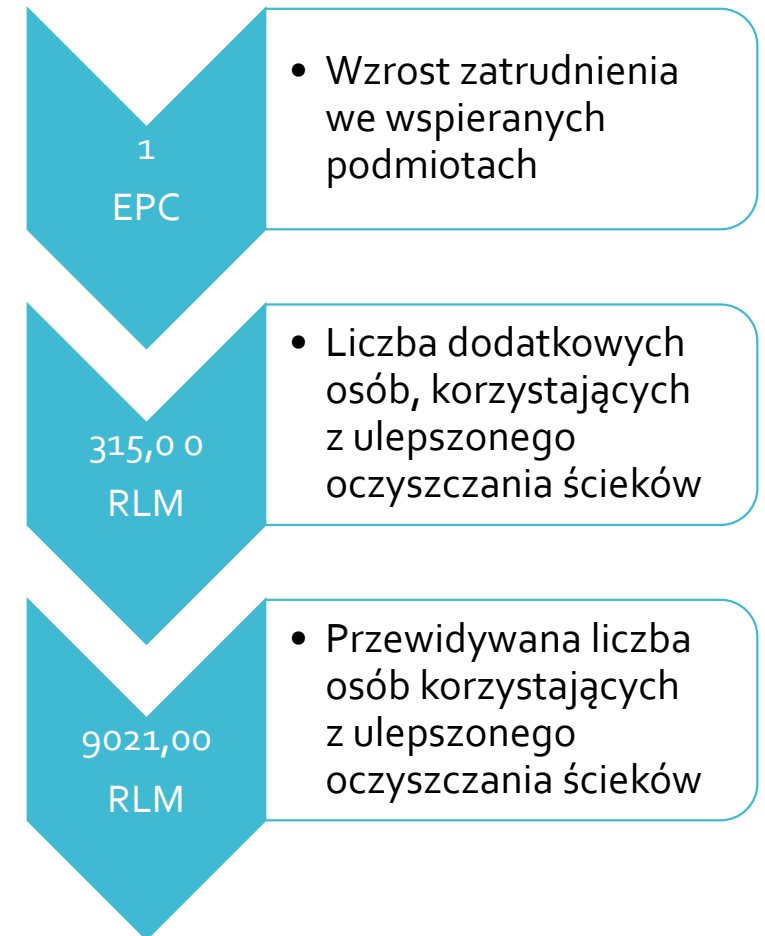 1
EPC
• Wzrost zatrudnienia
we wspieranych
podmiotach
315,0 0
RLM
• Liczba dodatkowych
osób, korzystających
z ulepszonego
oczyszczania ścieków
9021,00
RLM
• Przewidywana liczba
osób korzystających
z ulepszonego
oczyszczania ścieków